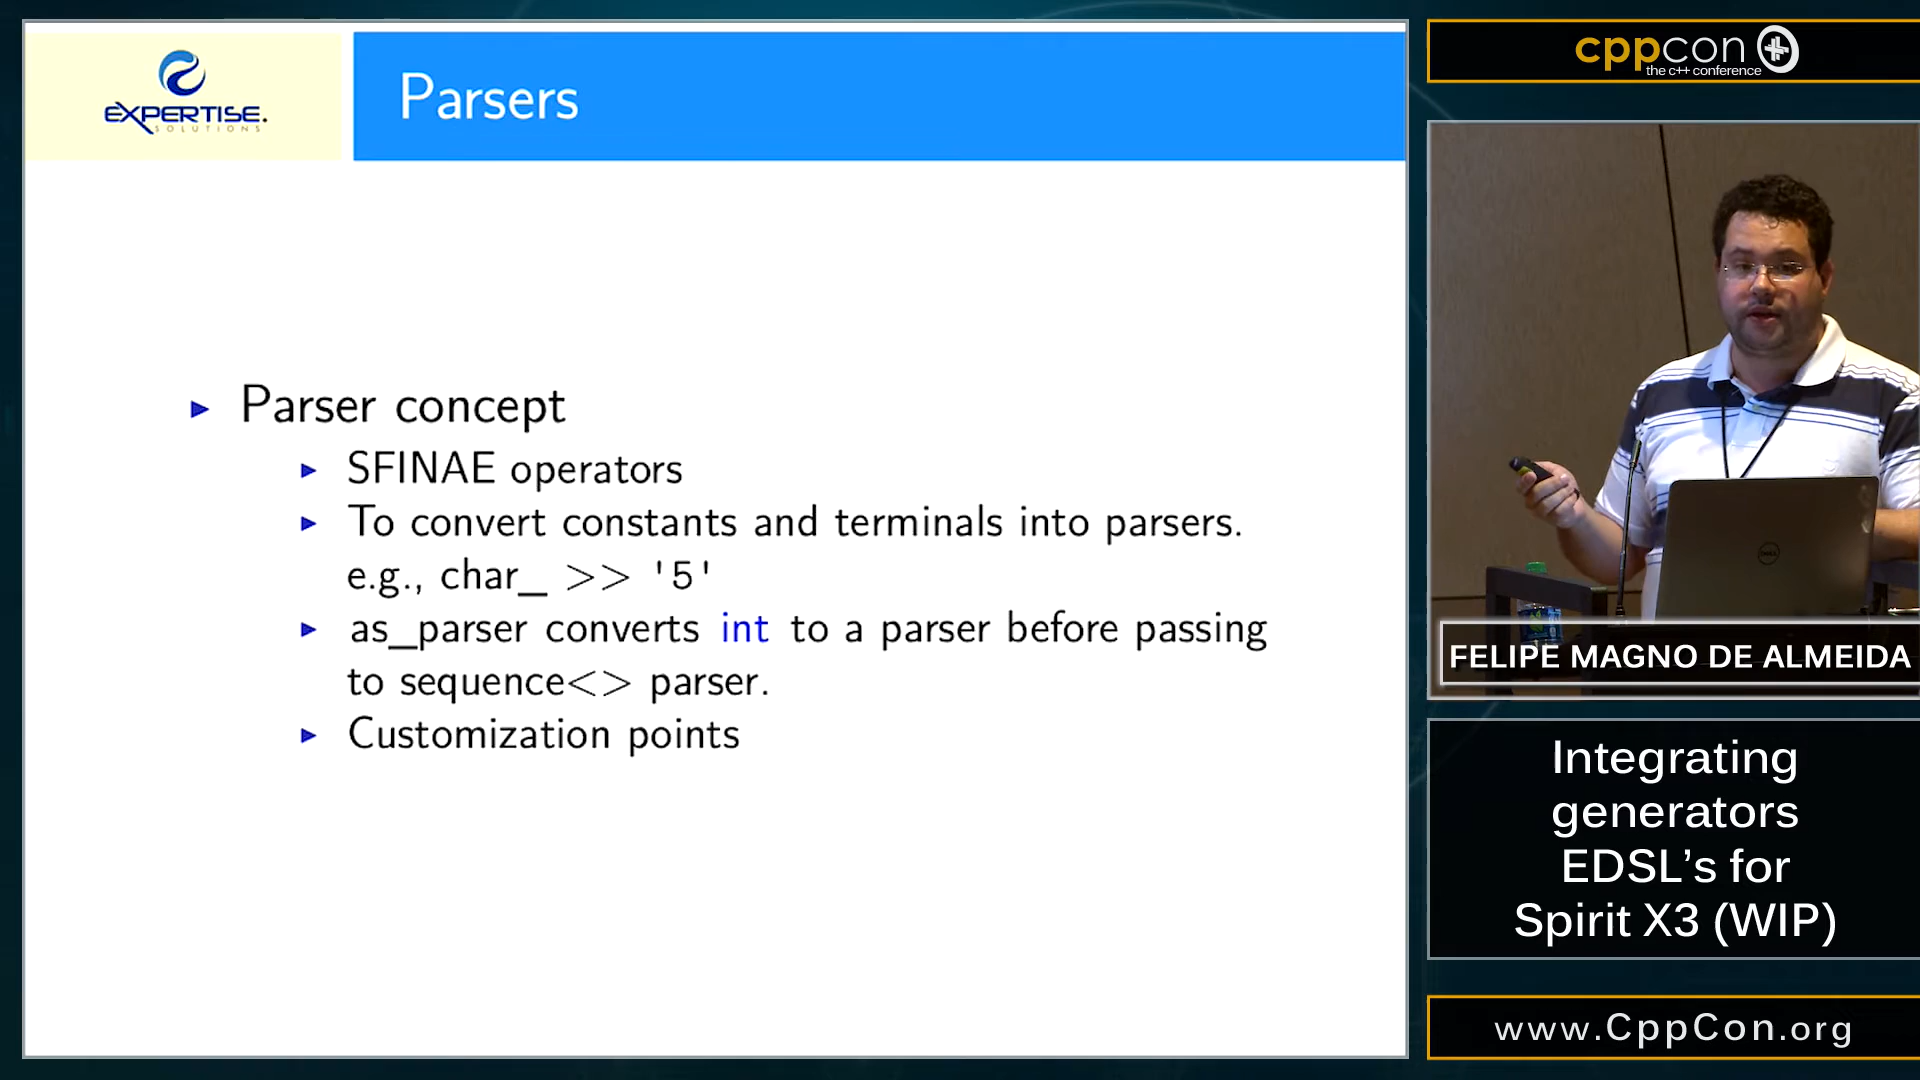 EXPERTISE.
SOLUTIONS
Parsers
Parser concept
SFINAE operators
To convert constants and terminals into parsers.
e.g., char_ >> '5'
as_parser converts int to a parser before passing
to sequence<> parser.
Customization points
cppcon
the c++ conference
DELL
FELIPE MAGNO DE ALMEIDA
Integrating
generators
EDSL’s for
Spirit X3 (WIP)
www.CppCon.org